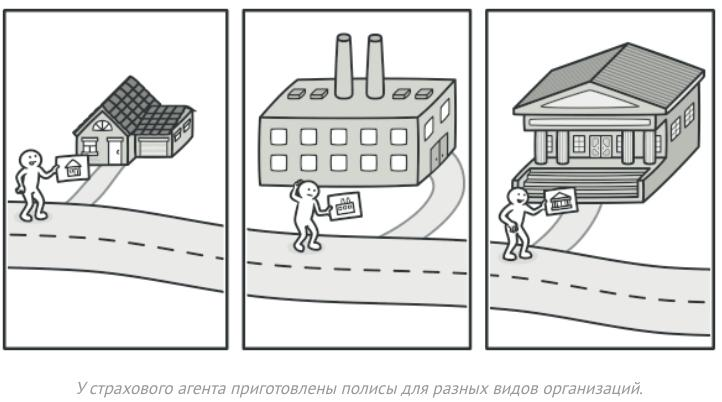 У страхового агента приготовлены полисы для разных видов организаций.